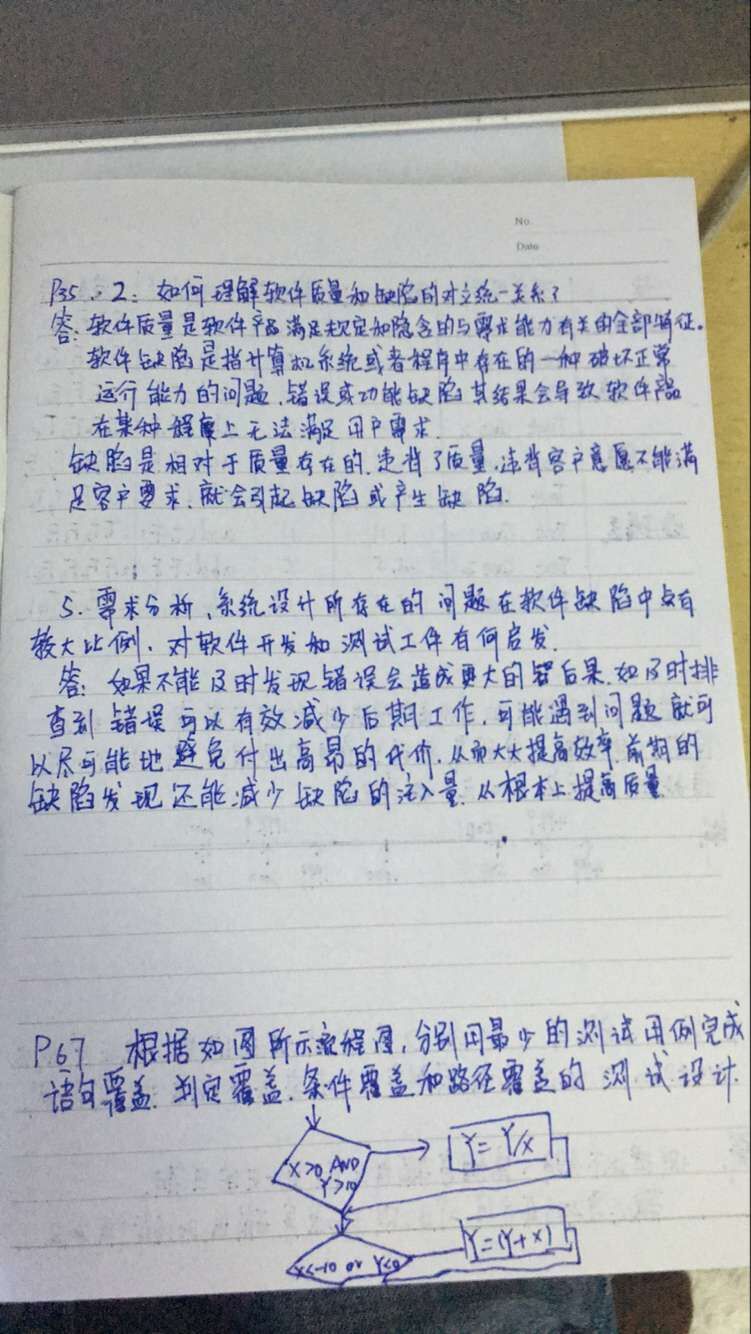 No.
Date
P35. 2: 如何理解软件质量和缺陷的对立统一关系?
答: 软件质量是软件产品满足规定和隐含的与需求能力有关的全部特征。
软件缺陷是指计算机系统或者程序中存在的一种破坏正常
运行能力的问题、错误或功能缺陷其结果会导致软件产品
在某种程度上无法满足用户需求.
缺陷是相对于质量存在的, 违背了质量, 违背客户意愿不能满
足客户要求, 就会引起缺陷或产生缺陷.
5. 需求分析、系统设计所存在的问题在软件缺陷中占有
较大比例. 对软件开发和测试工作有何启发.
答: 如果不能及时发现错误会造成更大的后果, 如及时排
查到错误可以有效减少后期工作, 可能遇到问题就可
以尽可能地避免付出高昂的代价, 从而大大提高效率, 前期的
缺陷发现还能减少缺陷的注入量, 从根本上提高质量
P67 根据如图所示流程图, 分别用最少的测试用例完成
语句覆盖、判定覆盖、条件覆盖和路径覆盖的测试设计.
X>0 AND
Y>10
Y=Y/X
X<-10 or Y<0
Y=(Y+X)